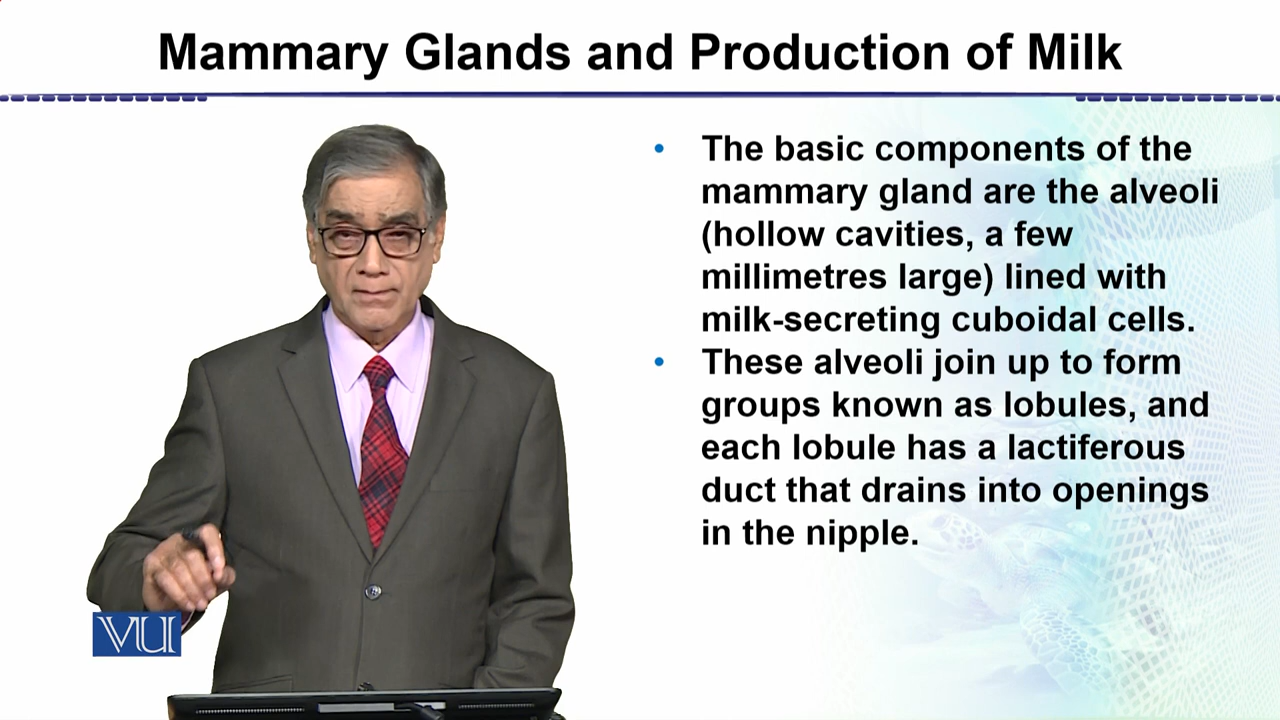 Mammary Glands and Production of Milk
• The basic components of the
mammary gland are the alveoli
(hollow cavities, a few
millimetres large) lined with
milk-secreting cuboidal cells.
• These alveoli join up to form
groups known as lobules, and
each lobule has a lactiferous
duct that drains into openings
in the nipple.
VU